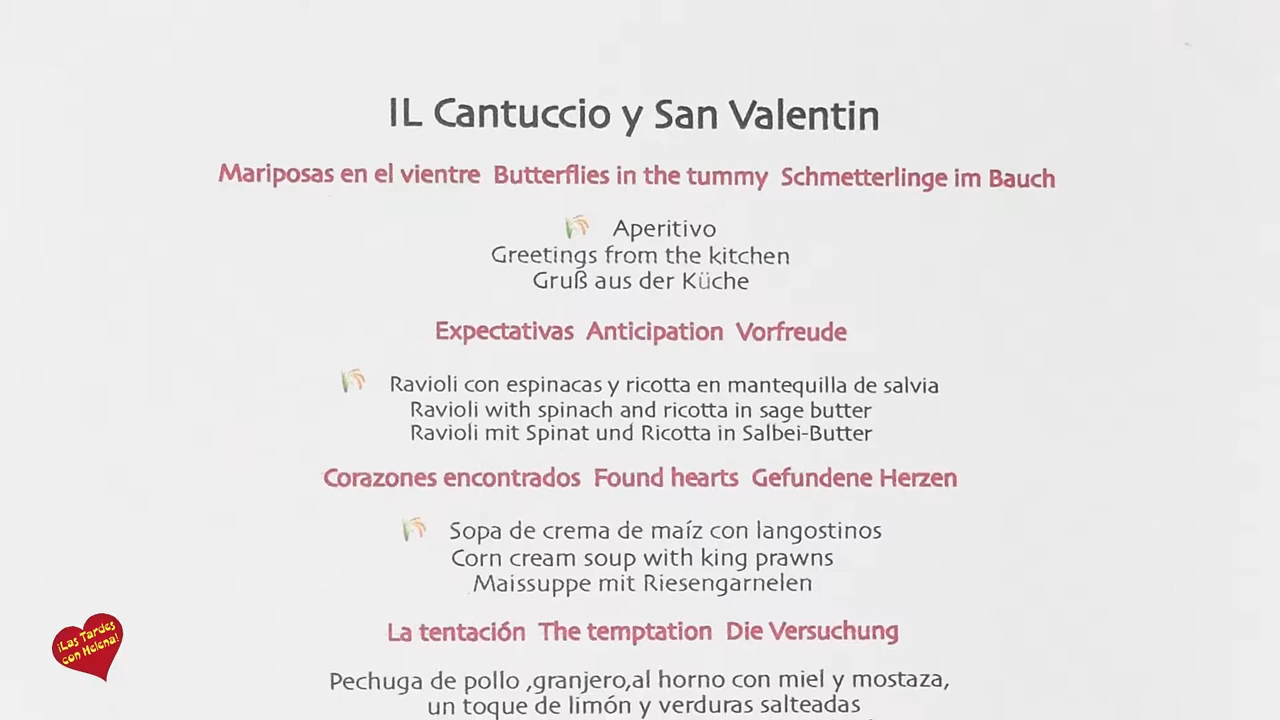 IL Cantuccio y San Valentin
Mariposas en el vientre Butterflies in the tummy Schmetterlinge im Bauch
Aperitivo
Greetings from the kitchen
Gruß aus der Küche
Expectativas Anticipation Vorfreude
Ravioli con espinacas y ricotta en mantequilla de salvia
Ravioli with spinach and ricotta in sage butter
Ravioli mit Spinat und Ricotta in Salbei-Butter
Corazones encontrados Found hearts Gefundene Herzen
Sopa de crema de maíz con langostinos
Corn cream soup with king prawns
Maissuppe mit Riesengarnelen
La tentación The temptation Die Versuchung
Pechuga de pollo ,granjero,al horno con miel y mostaza,
un toque de limón y verduras salteadas
¡Las Tardes
con Helena!